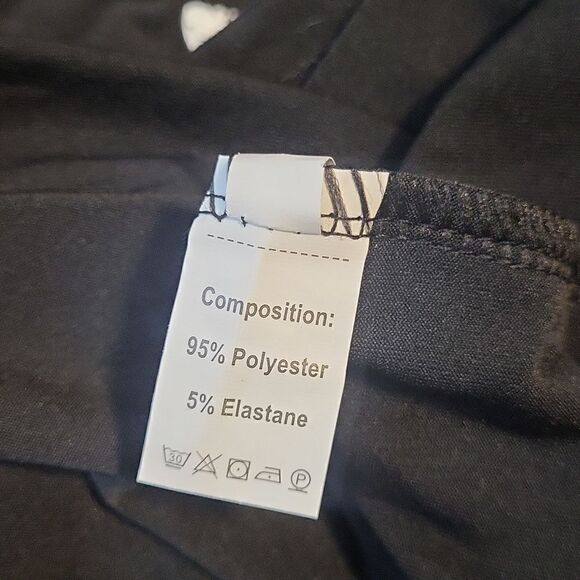 Composition:
95% Polyester
5% Elastane
30 P